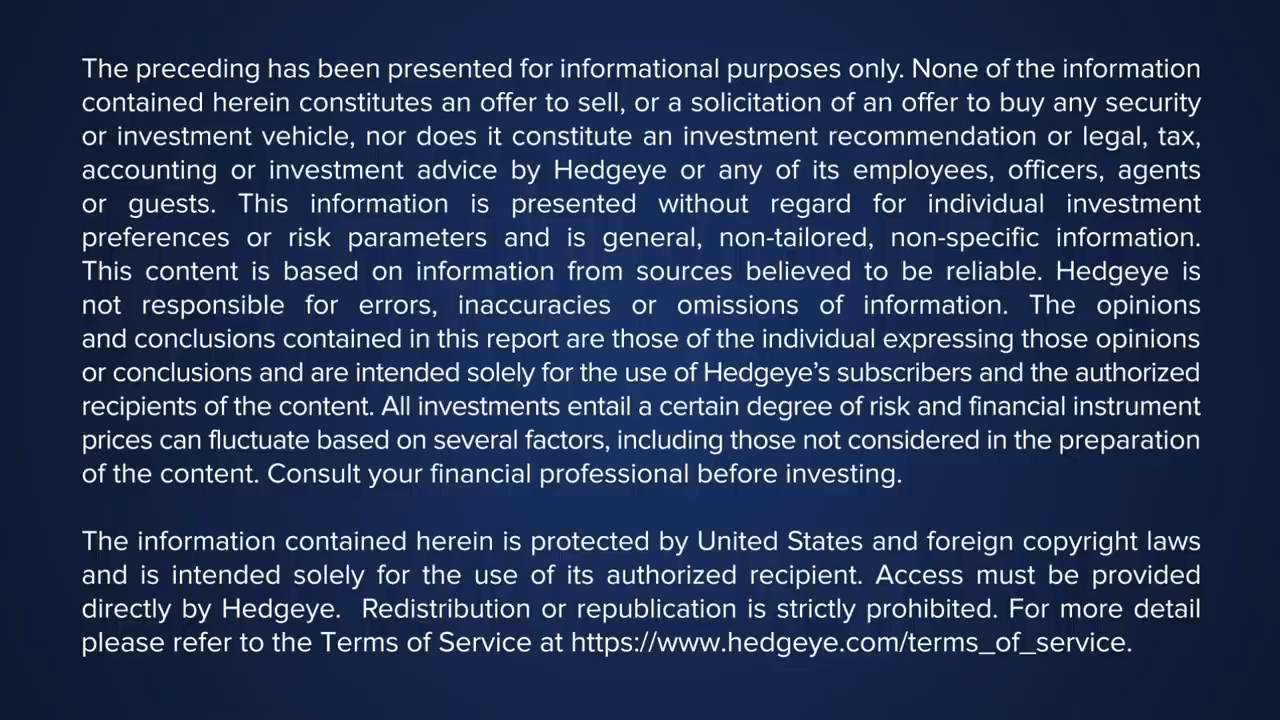 The preceding has been presented for informational purposes only. None of the information
contained herein constitutes an offer to sell, or a solicitation of an offer to buy any security
or investment vehicle, nor does it constitute an investment recommendation or legal, tax,
accounting or investment advice by Hedgeye or any of its employees, officers, agents
or guests. This information is presented without regard for individual investment
preferences or risk parameters and is general, non-tailored, non-specific information.
This content is based on information from sources believed to be reliable. Hedgeye is
not responsible for errors, inaccuracies or omissions of information. The opinions
and conclusions contained in this report are those of the individual expressing those opinions
or conclusions and are intended solely for the use of Hedgeye’s subscribers and the authorized
recipients of the content. All investments entail a certain degree of risk and financial instrument
prices can fluctuate based on several factors, including those not considered in the preparation
of the content. Consult your financial professional before investing.
The information contained herein is protected by United States and foreign copyright laws
and is intended solely for the use of its authorized recipient. Access must be provided
directly by Hedgeye.  Redistribution or republication is strictly prohibited. For more detail
please refer to the Terms of Service at https://www.hedgeye.com/terms_of_service.